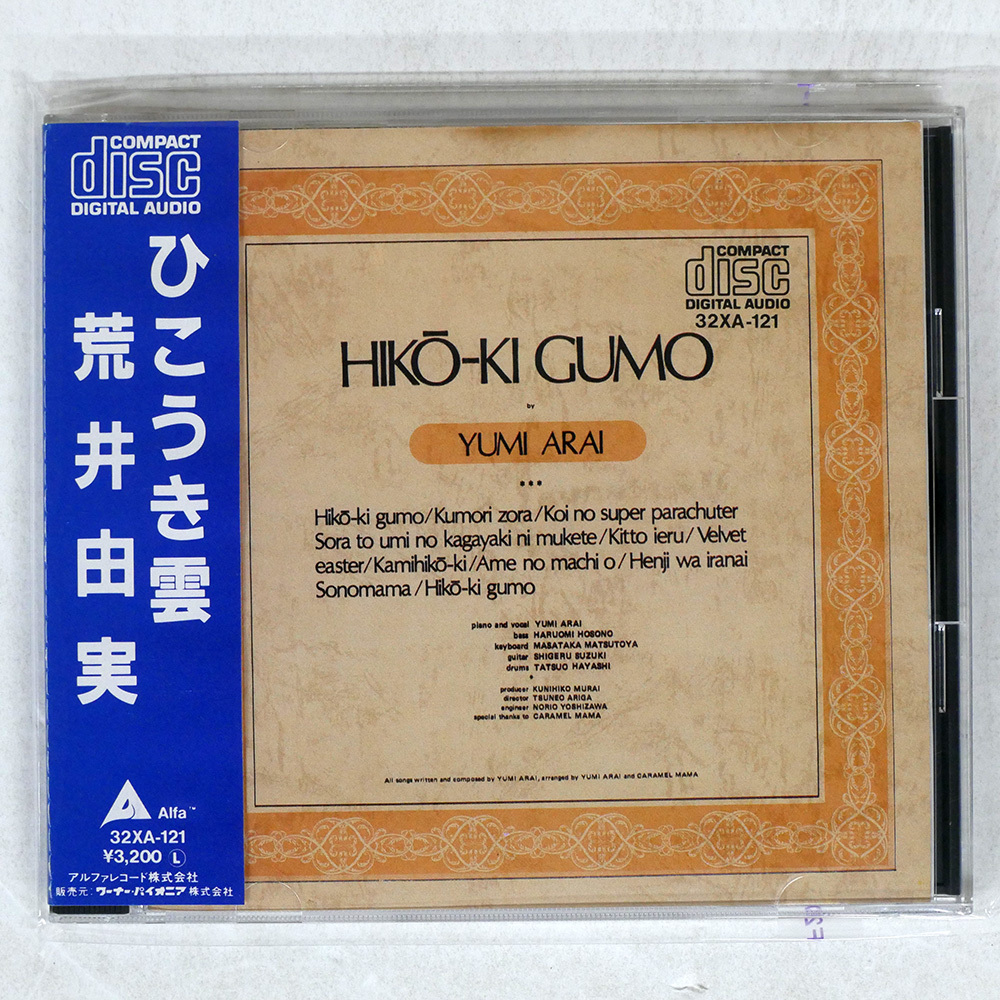 COMPACT
disc
DIGITAL AUDIO
ひこうき雲
荒井由実
Alfa™
32XA-121
¥3,200 Ⓛ
アルファレコード株式会社
販売元:ワーナー・パイオニア株式会社
COMPACT
disc
DIGITAL AUDIO
32XA-121
HIKŌ-KI GUMO
by
YUMI ARAI
•••
Hikō-ki gumo/Kumori zora/Koi no super parachuter
Sora to umi no kagayaki ni mukete/Kitto ieru/Velvet
easter/Kamihikō-ki/Ame no machi o/Henji wa iranai
Sonomama/Hikō-ki gumo
piano and vocal YUMI ARAI
bass HARUOMI HOSONO
keyboard MASATAKA MATSUTOYA
guitar SHIGERU SUZUKI
drums TATSUO HAYASHI
producer KUNIHIKO MURAI
director TSUNEO ARIGA
engineer NORIO YOSHIZAWA
special thanks to CARAMEL MAMA
All songs written and composed by YUMI ARAI, arranged by YUMI ARAI and CARAMEL MAMA